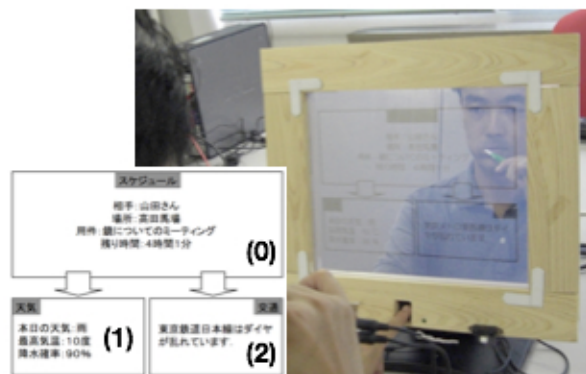 スケジュール
相手:山田さん
場所:高田馬場
用件:鏡についてのミーティング
残り時間:4時間1分
(0)
天気
本日の天気:雨
最高気温:10度
降水確率:90%
(1)
交通
東京鉄道日本線はダイヤ
が乱れています.
(2)